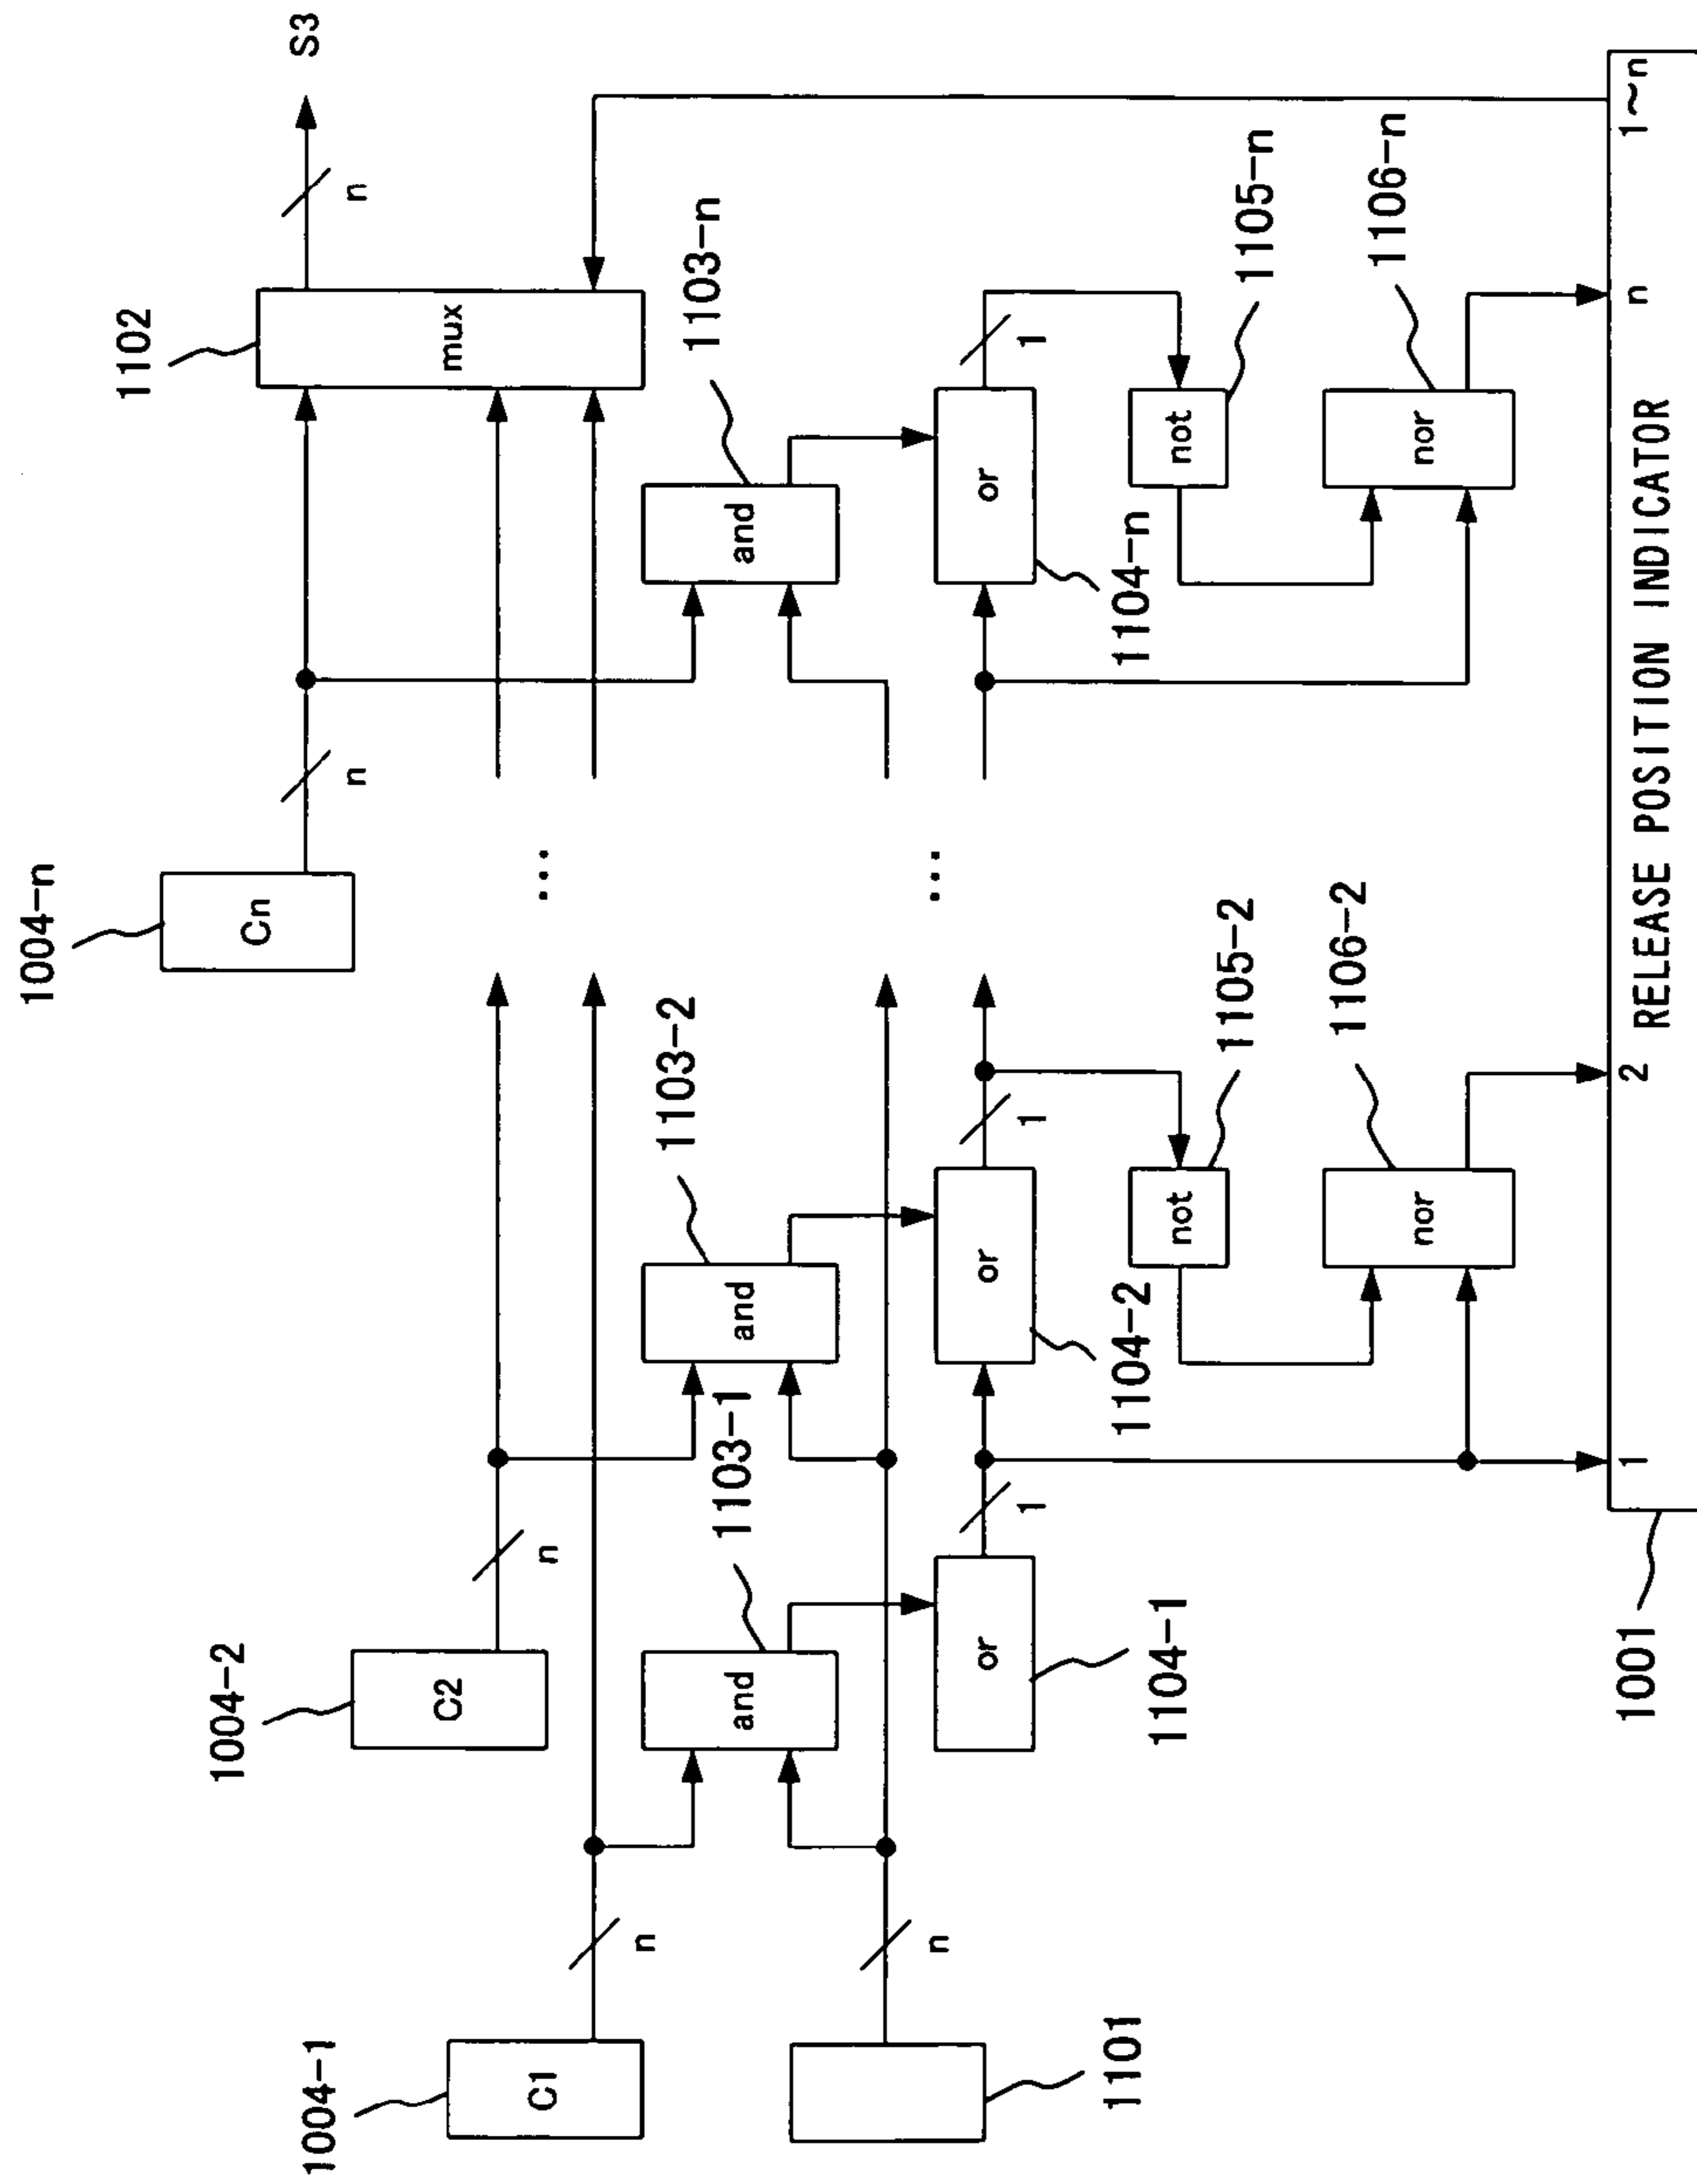 S3
n
1102
mux
1103-n
and
1104-n
or
1
1105-n
not
1106-n
nor
n
1~n
1004-n
Cn
n
...
...
1004-2
C2
n
1103-2
and
1104-2
or
1
1105-2
not
1106-2
nor
2
1103-1
and
1104-1
or
1
1
1004-1
C1
n
1101
n
1001
RELEASE POSITION INDICATOR